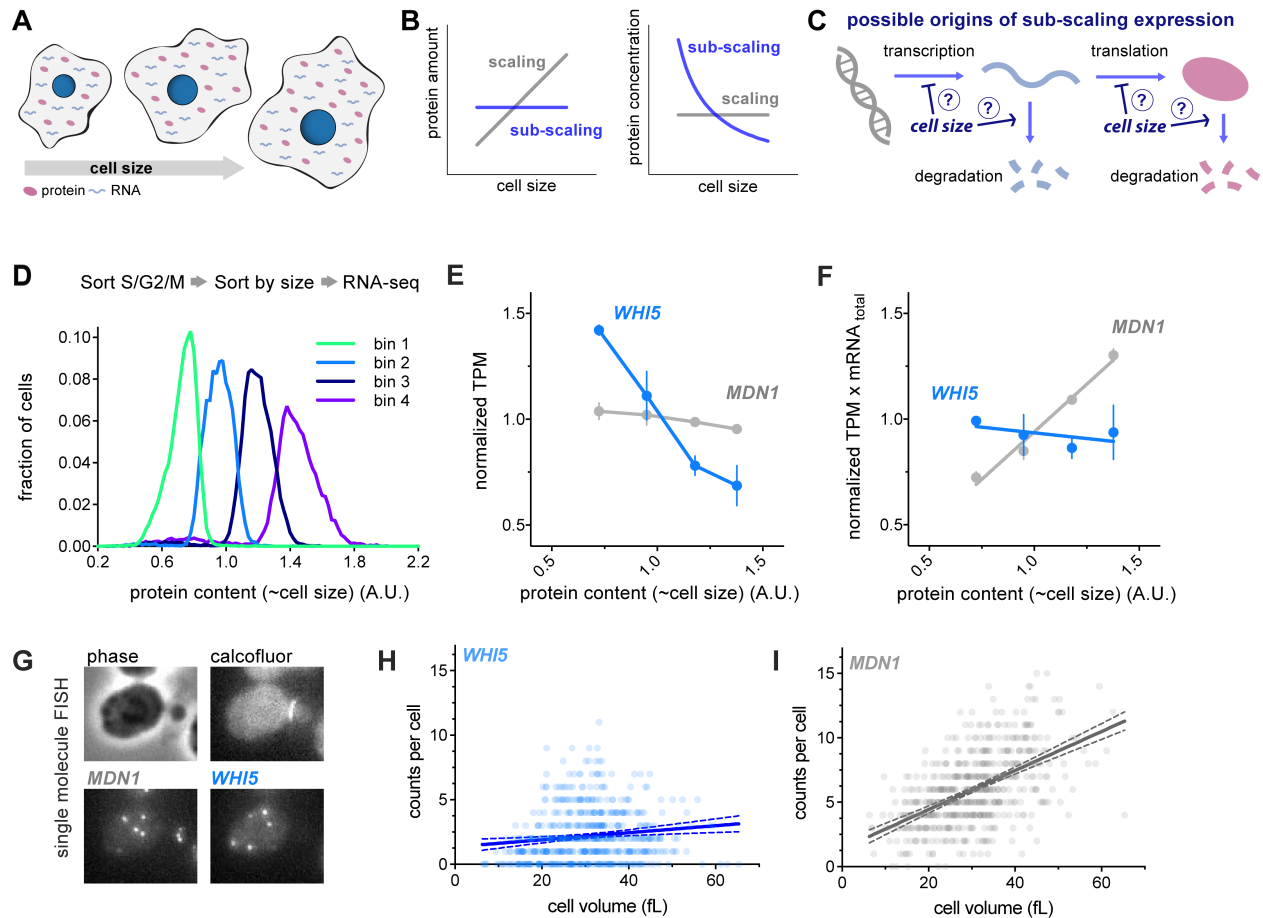 A
cell size
protein RNA
B
protein amount
scaling
sub-scaling
cell size
protein concentration
sub-scaling
scaling
cell size
C
possible origins of sub-scaling expression
transcription
translation
?
?
cell size
?
?
cell size
degradation
degradation
D
Sort S/G2/M Sort by size RNA-seq
fraction of cells
0.10
0.08
0.06
0.04
0.02
0.00
bin 1
bin 2
bin 3
bin 4
0.2 0.6 1.0 1.4 1.8 2.2
protein content (~cell size) (A.U.)
E
normalized TPM
1.5
1.0
0.5
WHI5
MDN1
0.5 1.0 1.5
protein content (~cell size) (A.U.)
F
normalized TPM x mRNA total
1.5
1.0
0.5
MDN1
WHI5
0.5 1.0 1.5
protein content (~cell size) (A.U.)
G
single molecule FISH
phase calcofluor
MDN1 WHI5
H
WHI5
counts per cell
15
10
5
0
0 20 40 60
cell volume (fL)
I
MDN1
counts per cell
15
10
5
0
0 20 40 60
cell volume (fL)